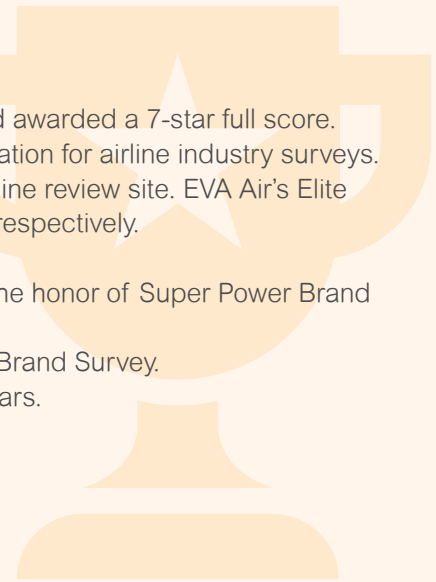 awarded a 7-star full score.
ation for airline industry surveys.
ine review site. EVA Air’s Elite
respectively.
ne honor of Super Power Brand
Brand Survey.
ars.